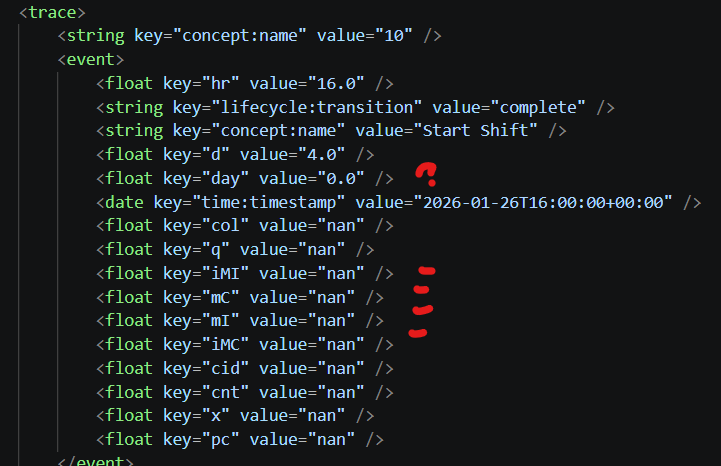 <trace>
<string key="concept:name" value="10" />
<event>
<float key="hr" value="16.0" />
<string key="lifecycle:transition" value="complete" />
<string key="concept:name" value="Start Shift" />
<float key="d" value="4.0" />
<float key="day" value="0.0" /> ?
<date key="time:timestamp" value="2026-01-26T16:00:00+00:00" />
<float key="col" value="nan" />
<float key="q" value="nan" />
<float key="iMI" value="nan" />
<float key="mC" value="nan" />
<float key="mI" value="nan" />
<float key="iMC" value="nan" />
<float key="cid" value="nan" />
<float key="cnt" value="nan" />
<float key="x" value="nan" />
<float key="pc" value="nan" />
</event>